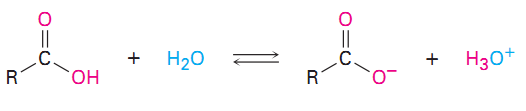 O O
C + H₂O ⇌ C + H₃O⁺
R OH R O⁻